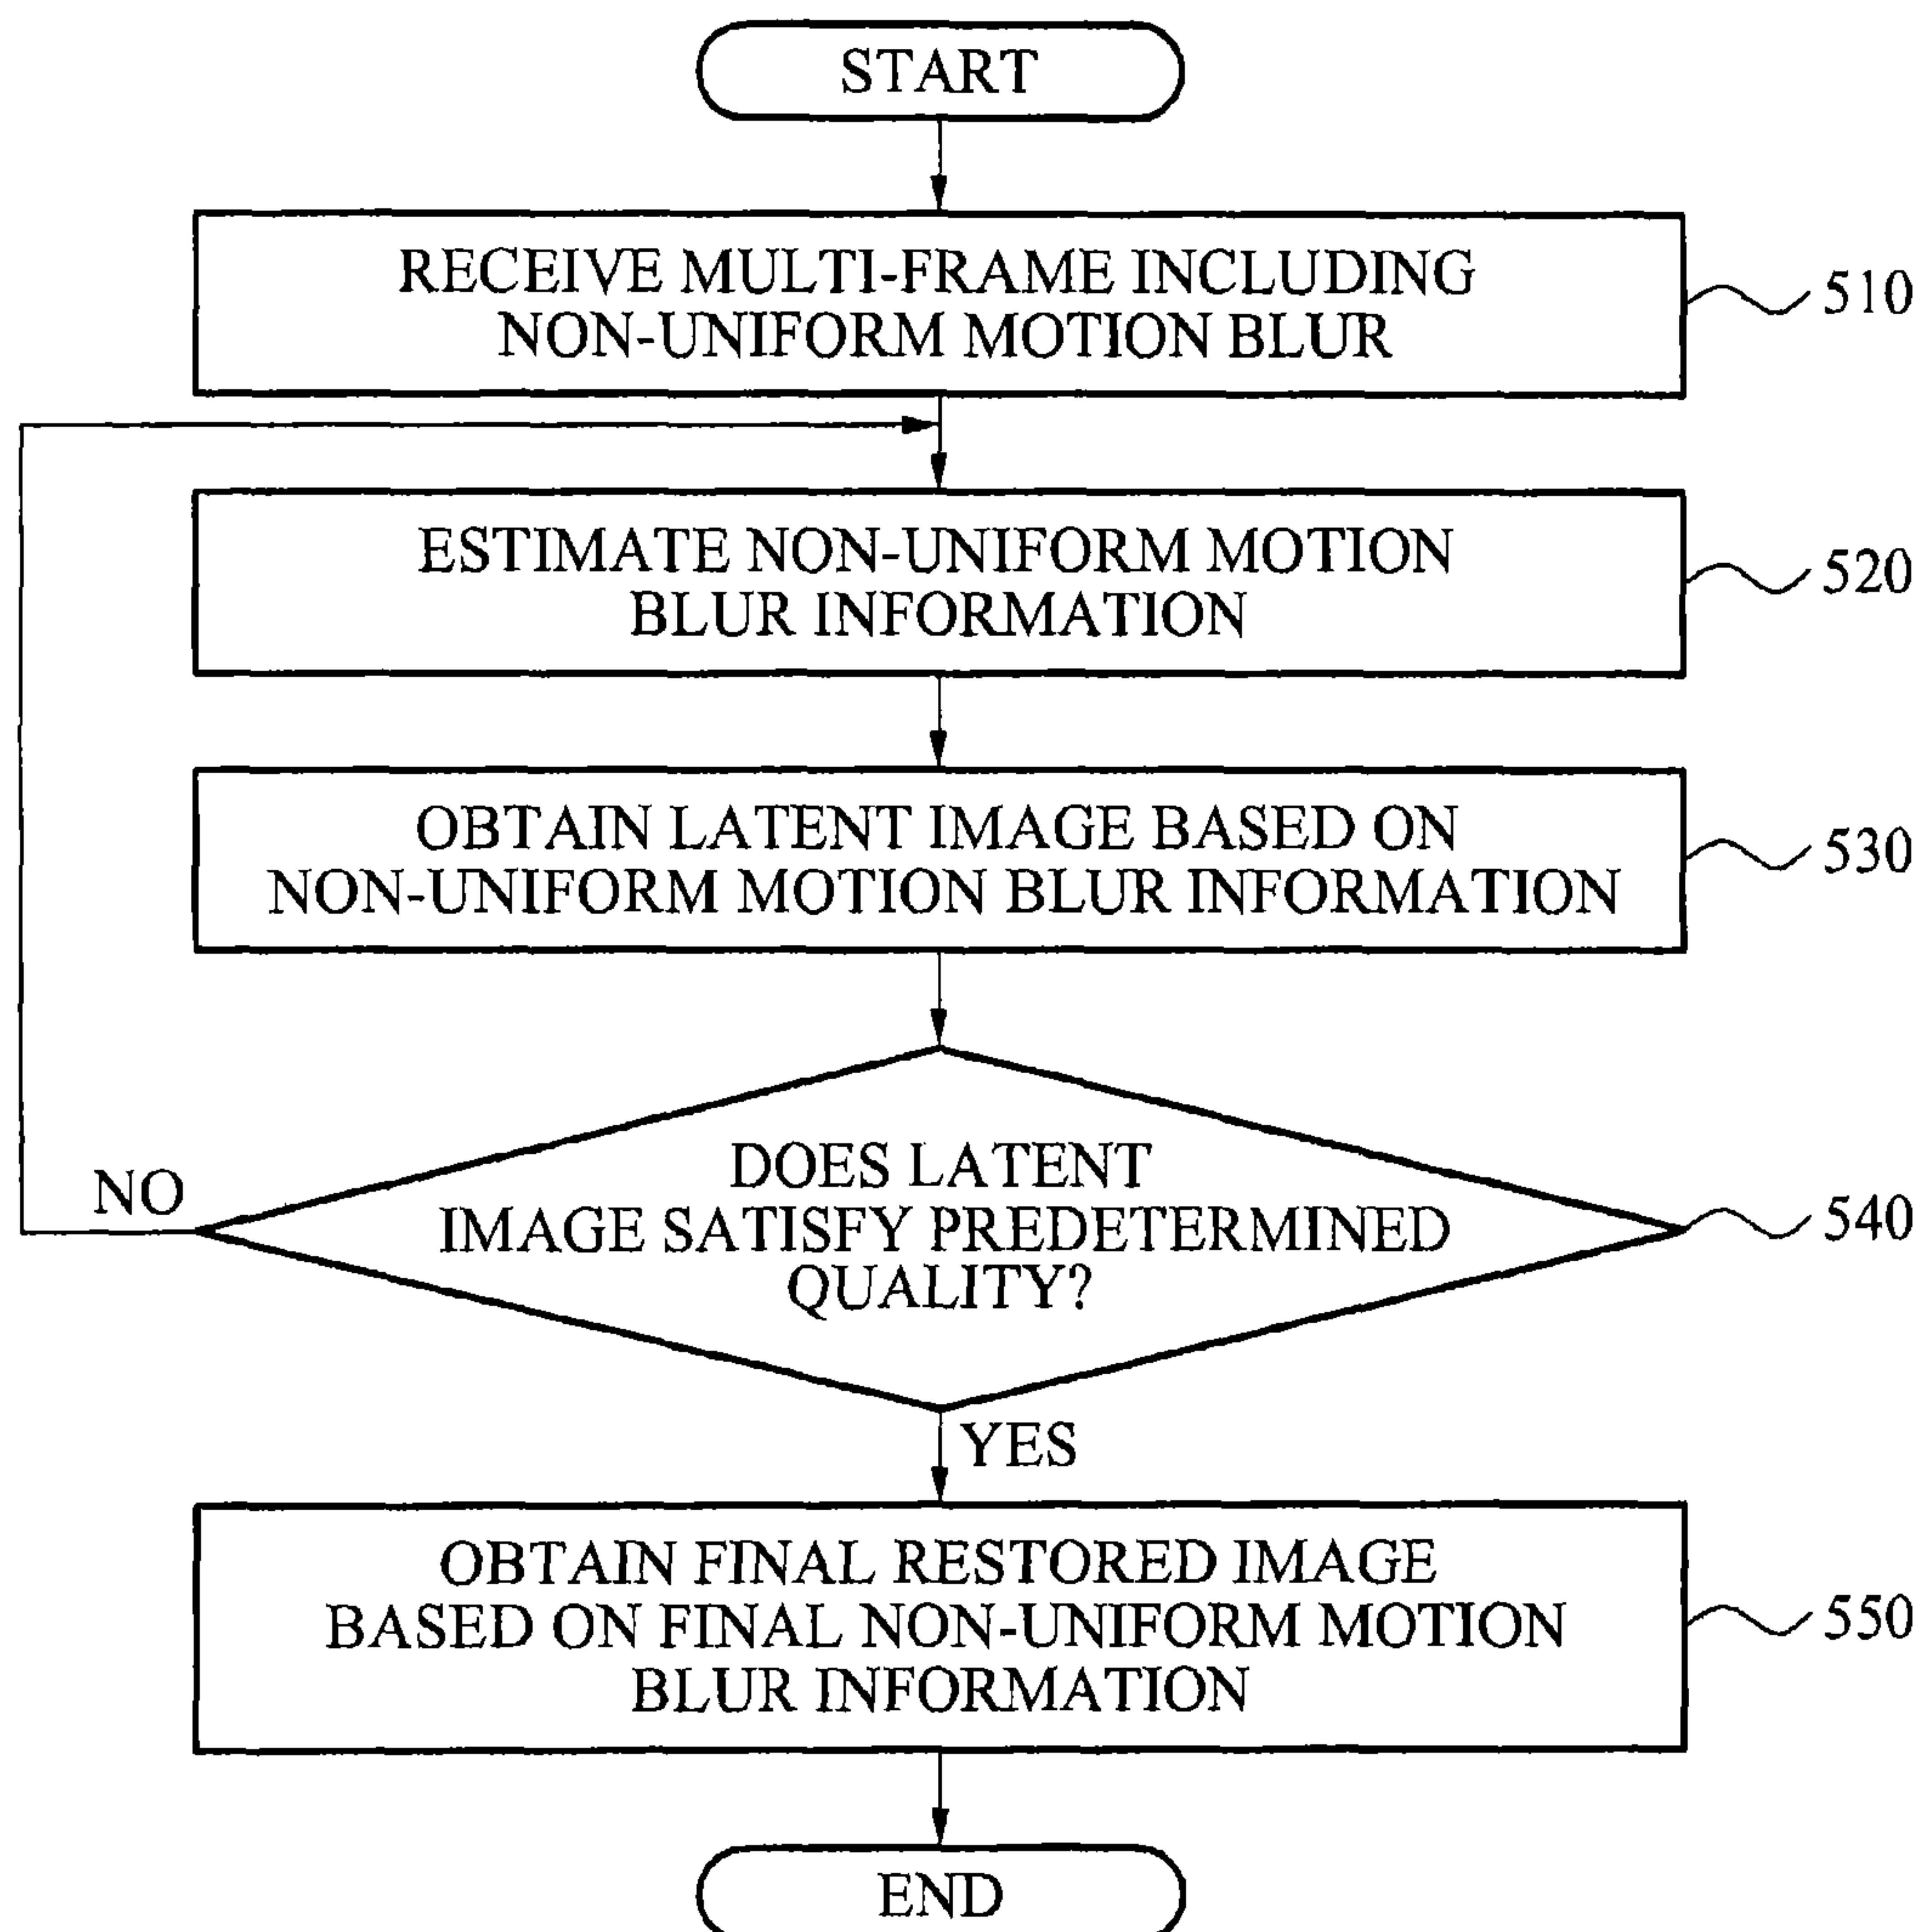 START
RECEIVE MULTI-FRAME INCLUDING
NON-UNIFORM MOTION BLUR
510
ESTIMATE NON-UNIFORM MOTION
BLUR INFORMATION
520
OBTAIN LATENT IMAGE BASED ON
NON-UNIFORM MOTION BLUR INFORMATION
530
DOES LATENT
IMAGE SATISFY PREDETERMINED
QUALITY?
540
NO
YES
OBTAIN FINAL RESTORED IMAGE
BASED ON FINAL NON-UNIFORM MOTION
BLUR INFORMATION
550
END